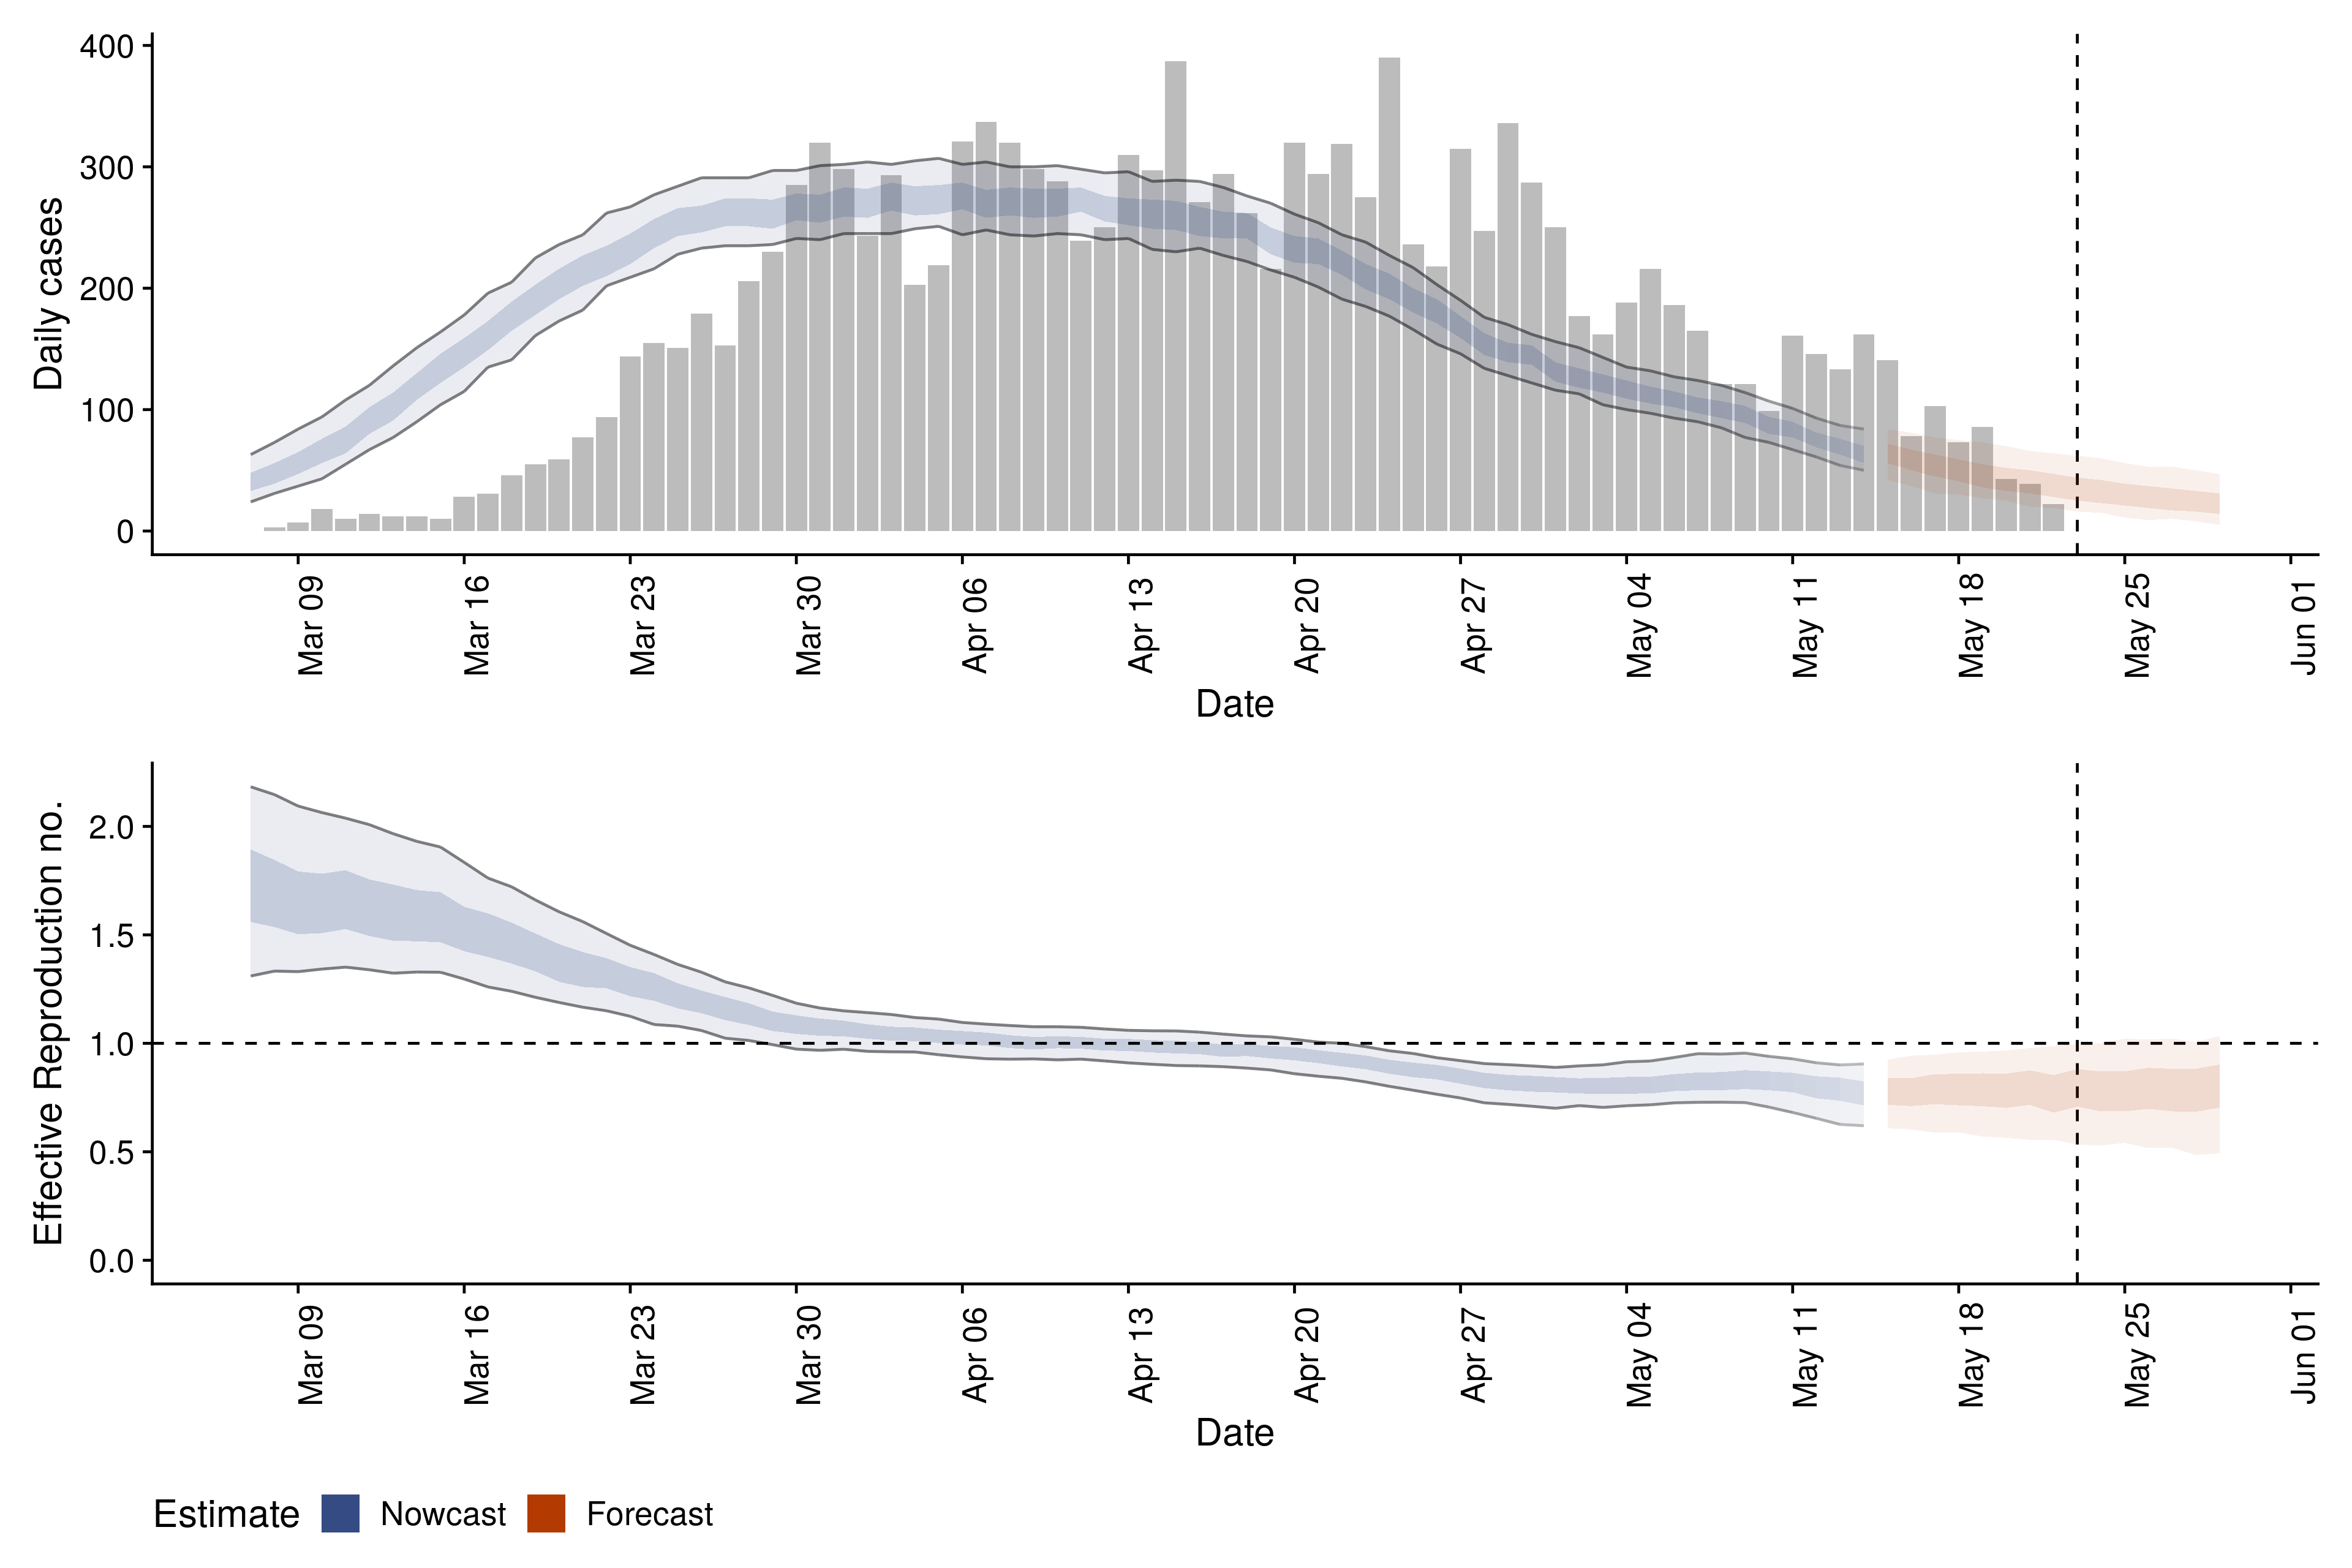 400
300
200
100
0
Daily cases
Mar 09
Mar 16
Mar 23
Mar 30
Apr 06
Apr 13
Apr 20
Apr 27
May 04
May 11
May 18
May 25
Jun 01
Date
2.0
1.5
1.0
0.5
0.0
Effective Reproduction no.
Mar 09
Mar 16
Mar 23
Mar 30
Apr 06
Apr 13
Apr 20
Apr 27
May 04
May 11
May 18
May 25
Jun 01
Date
Estimate Nowcast Forecast